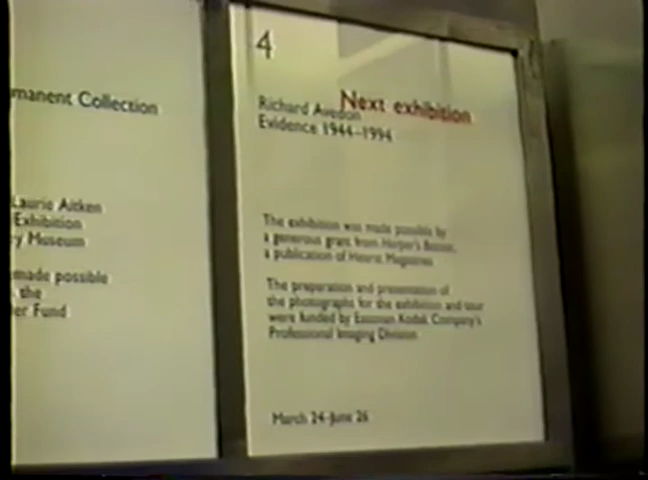 manent Collection
Laurie Aitken
Exhibition
y Museum
made possible
the
er Fund
4
Next exhibition
Richard Avedon
Evidence 1944–1994
The exhibition was made possible by
a generous grant from Harper's Bazaar,
a publication of Hearst Magazines
The preparation and presentation of
the photographs for the exhibition and tour
were funded by Eastman Kodak Company's
Professional Imaging Division
March 24–June 26